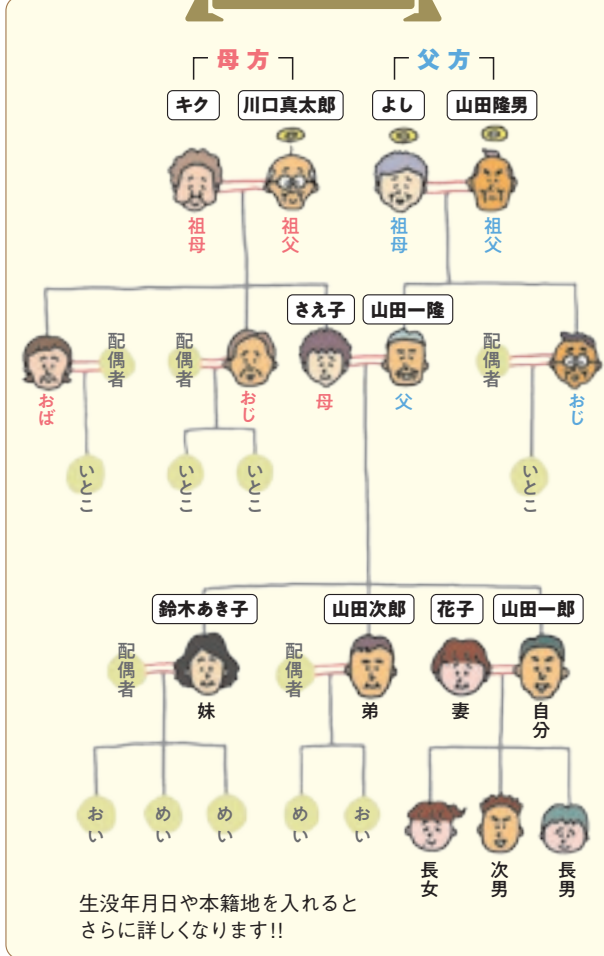 母方
父方
キク
川口真太郎
よし
山田隆男
祖母
祖父
祖母
祖父
さえ子
山田一隆
おば
配偶者
配偶者
おじ
母
父
配偶者
おじ
いとこ
いとこ
いとこ
いとこ
鈴木あき子
山田次郎
花子
山田一郎
配偶者
妹
配偶者
弟
妻
自分
おい
めい
めい
めい
おい
長女
次男
長男
生没年月日や本籍地を入れると
さらに詳しくなります!!